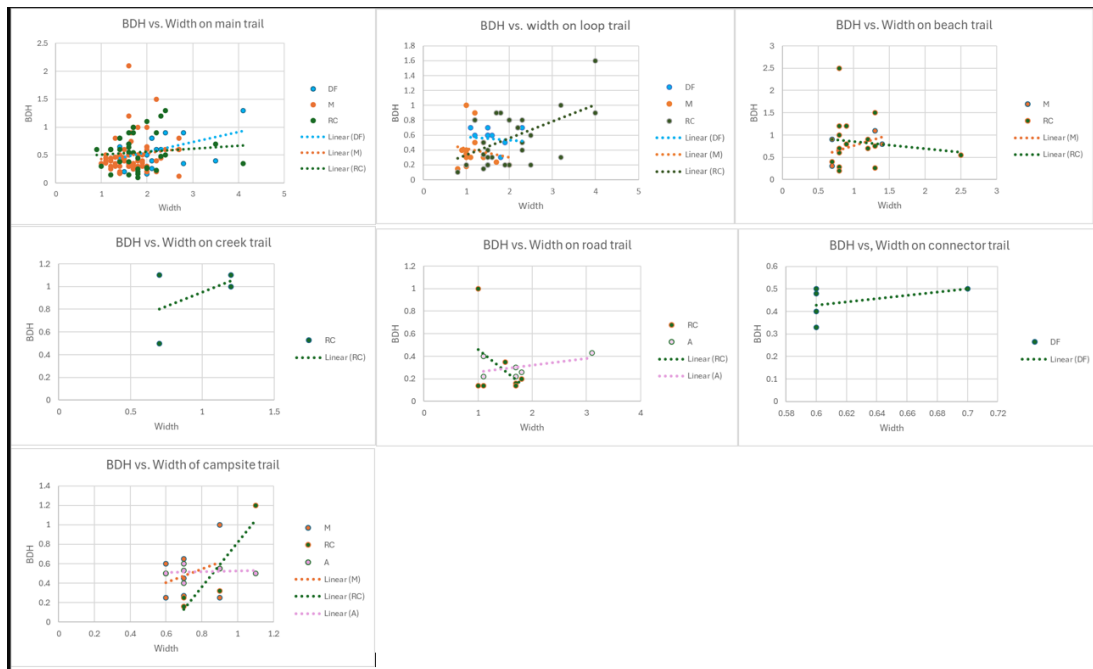 BDH vs. Width on main trail
2.5
2
1.5
1
0.5
0
BDH
0 1 2 3 4 5
Width
DF
M
RC
Linear (DF)
Linear (M)
Linear (RC)
BDH vs. width on loop trail
1.8
1.6
1.4
1.2
1
0.8
0.6
0.4
0.2
0
BDH
0 1 2 3 4 5
Width
DF
M
RC
Linear (DF)
Linear (M)
Linear (RC)
BDH vs. Width on beach trail
3
2.5
2
1.5
1
0.5
0
BDH
0 0.5 1 1.5 2 2.5 3
Width
M
RC
Linear (M)
Linear (RC)
BDH vs. Width on creek trail
1.2
1
0.8
0.6
0.4
0.2
0
BDH
0 0.5 1 1.5
Width
RC
Linear (RC)
BDH vs. Width on road trail
1.2
1
0.8
0.6
0.4
0.2
0
BDH
0 1 2 3 4
Width
RC
A
Linear (RC)
Linear (A)
BDH vs, Width on connector trail
0.6
0.5
0.4
0.3
0.2
0.1
0
BDH
0.58 0.6 0.62 0.64 0.66 0.68 0.7 0.72
Width
DF
Linear (DF)
BDH vs. Width of campsite trail
1.4
1.2
1
0.8
0.6
0.4
0.2
0
BDH
0 0.2 0.4 0.6 0.8 1 1.2
Width
M
RC
A
Linear (M)
Linear (RC)
Linear (A)